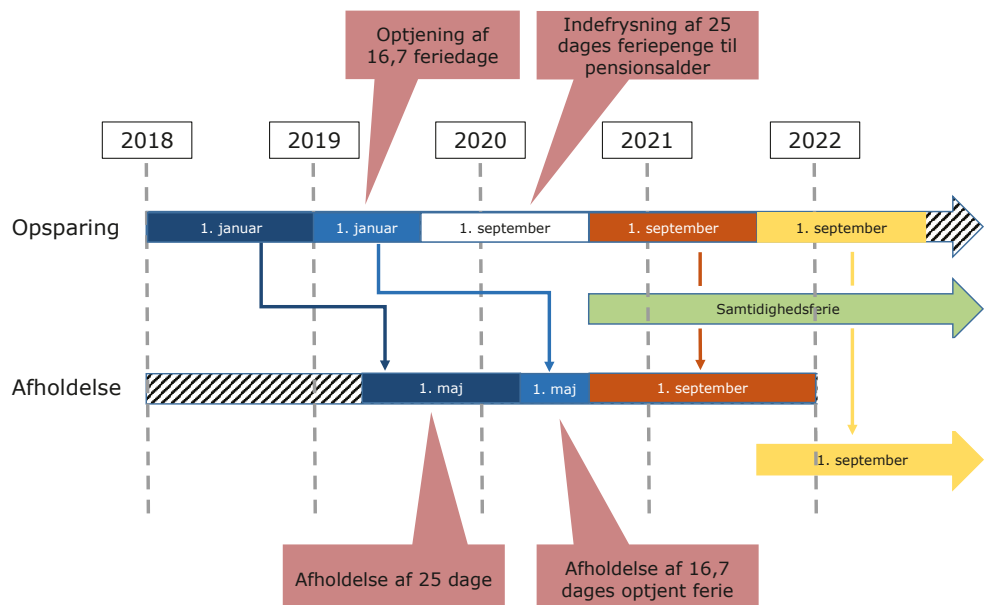 Optjening af
16,7 feriedage
Indefrysning af 25
dages feriepenge til
pensionsalder
2018
2019
2020
2021
2022
Opsparing
1. januar
1. januar
1. september
1. september
1. september
Samtidighedsferie
Afholdelse
1. maj
1. maj
1. september
1. september
Afholdelse af 25 dage
Afholdelse af 16,7
dages optjent ferie